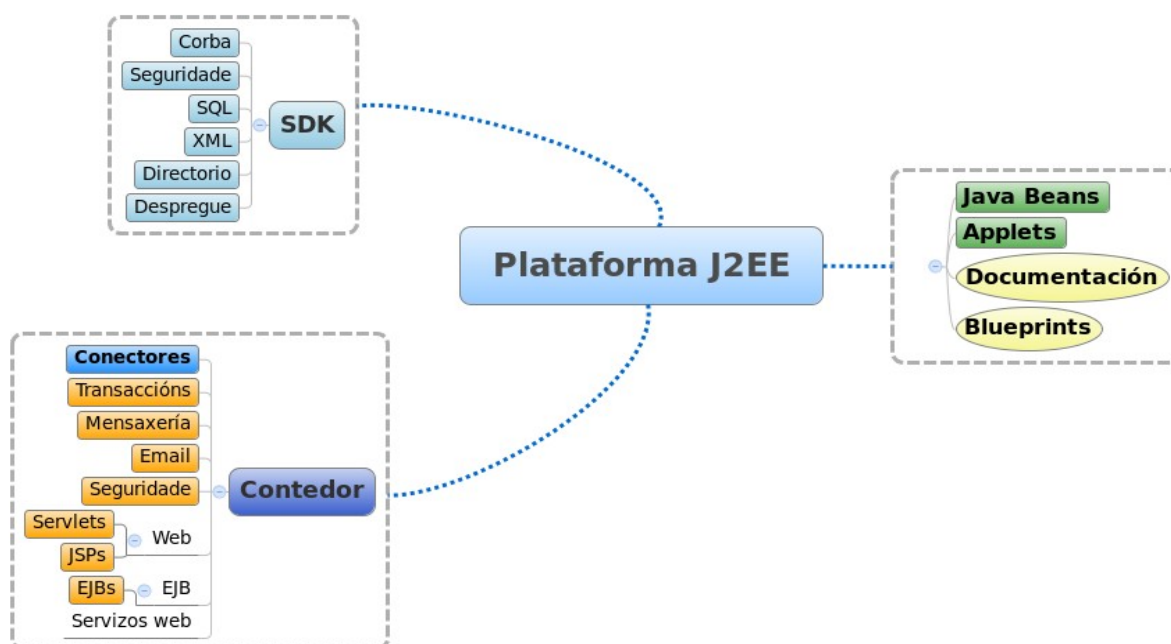 Corba
Seguridade
SQL
XML
Directorio
Despregue
SDK
Plataforma J2EE
Java Beans
Applets
Documentación
Blueprints
Conectores
Transaccións
Mensaxería
Email
Seguridade
Servlets
JSPs
Web
EJBs
EJB
Servizos web
Contedor